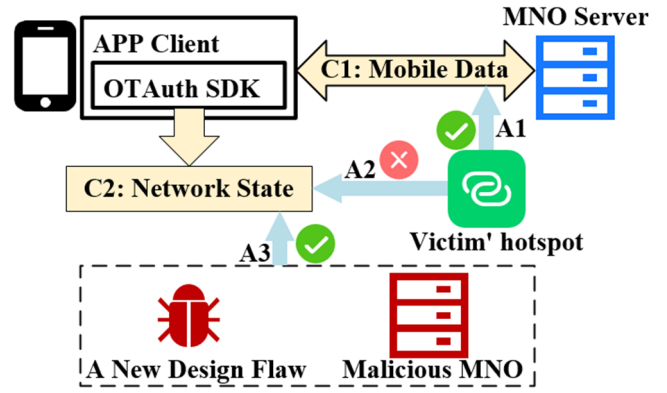 MNO Server
APP Client
OTAuth SDK
C1: Mobile Data
A1
A2
C2: Network State
Victim' hotspot
A3
A New Design Flaw
Malicious MNO